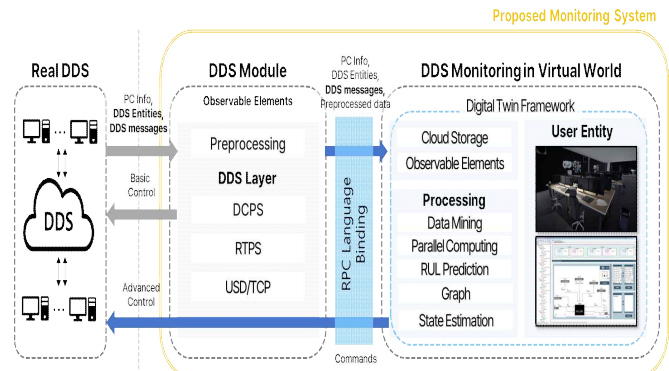 Proposed Monitoring System
Real DDS
DDS Module
DDS Monitoring in Virtual World
PC Info,
DDS Entities,
DDS messages
Basic
Control
Advanced
Control
DDS
Observable Elements
Preprocessing
DDS Layer
DCPS
RTPS
USD/TCP
PC Info,
DDS Entities,
DDS messages,
Preprocessed data
RPC Language
Binding
Commands
Digital Twin Framework
Cloud Storage
Observable Elements
Processing
Data Mining
Parallel Computing
RUL Prediction
Graph
State Estimation
User Entity